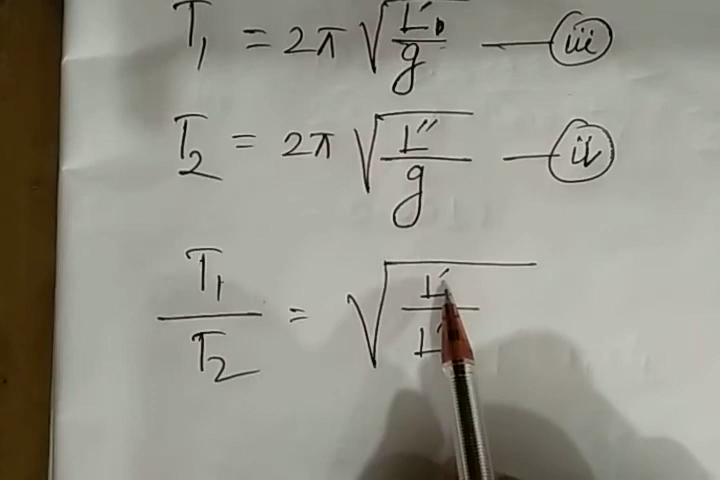 T₁ = 2π √(L'/g) — (iii)
T₂ = 2π √(L''/g) — (iv)
T₁/T₂ = √(L'/L'')